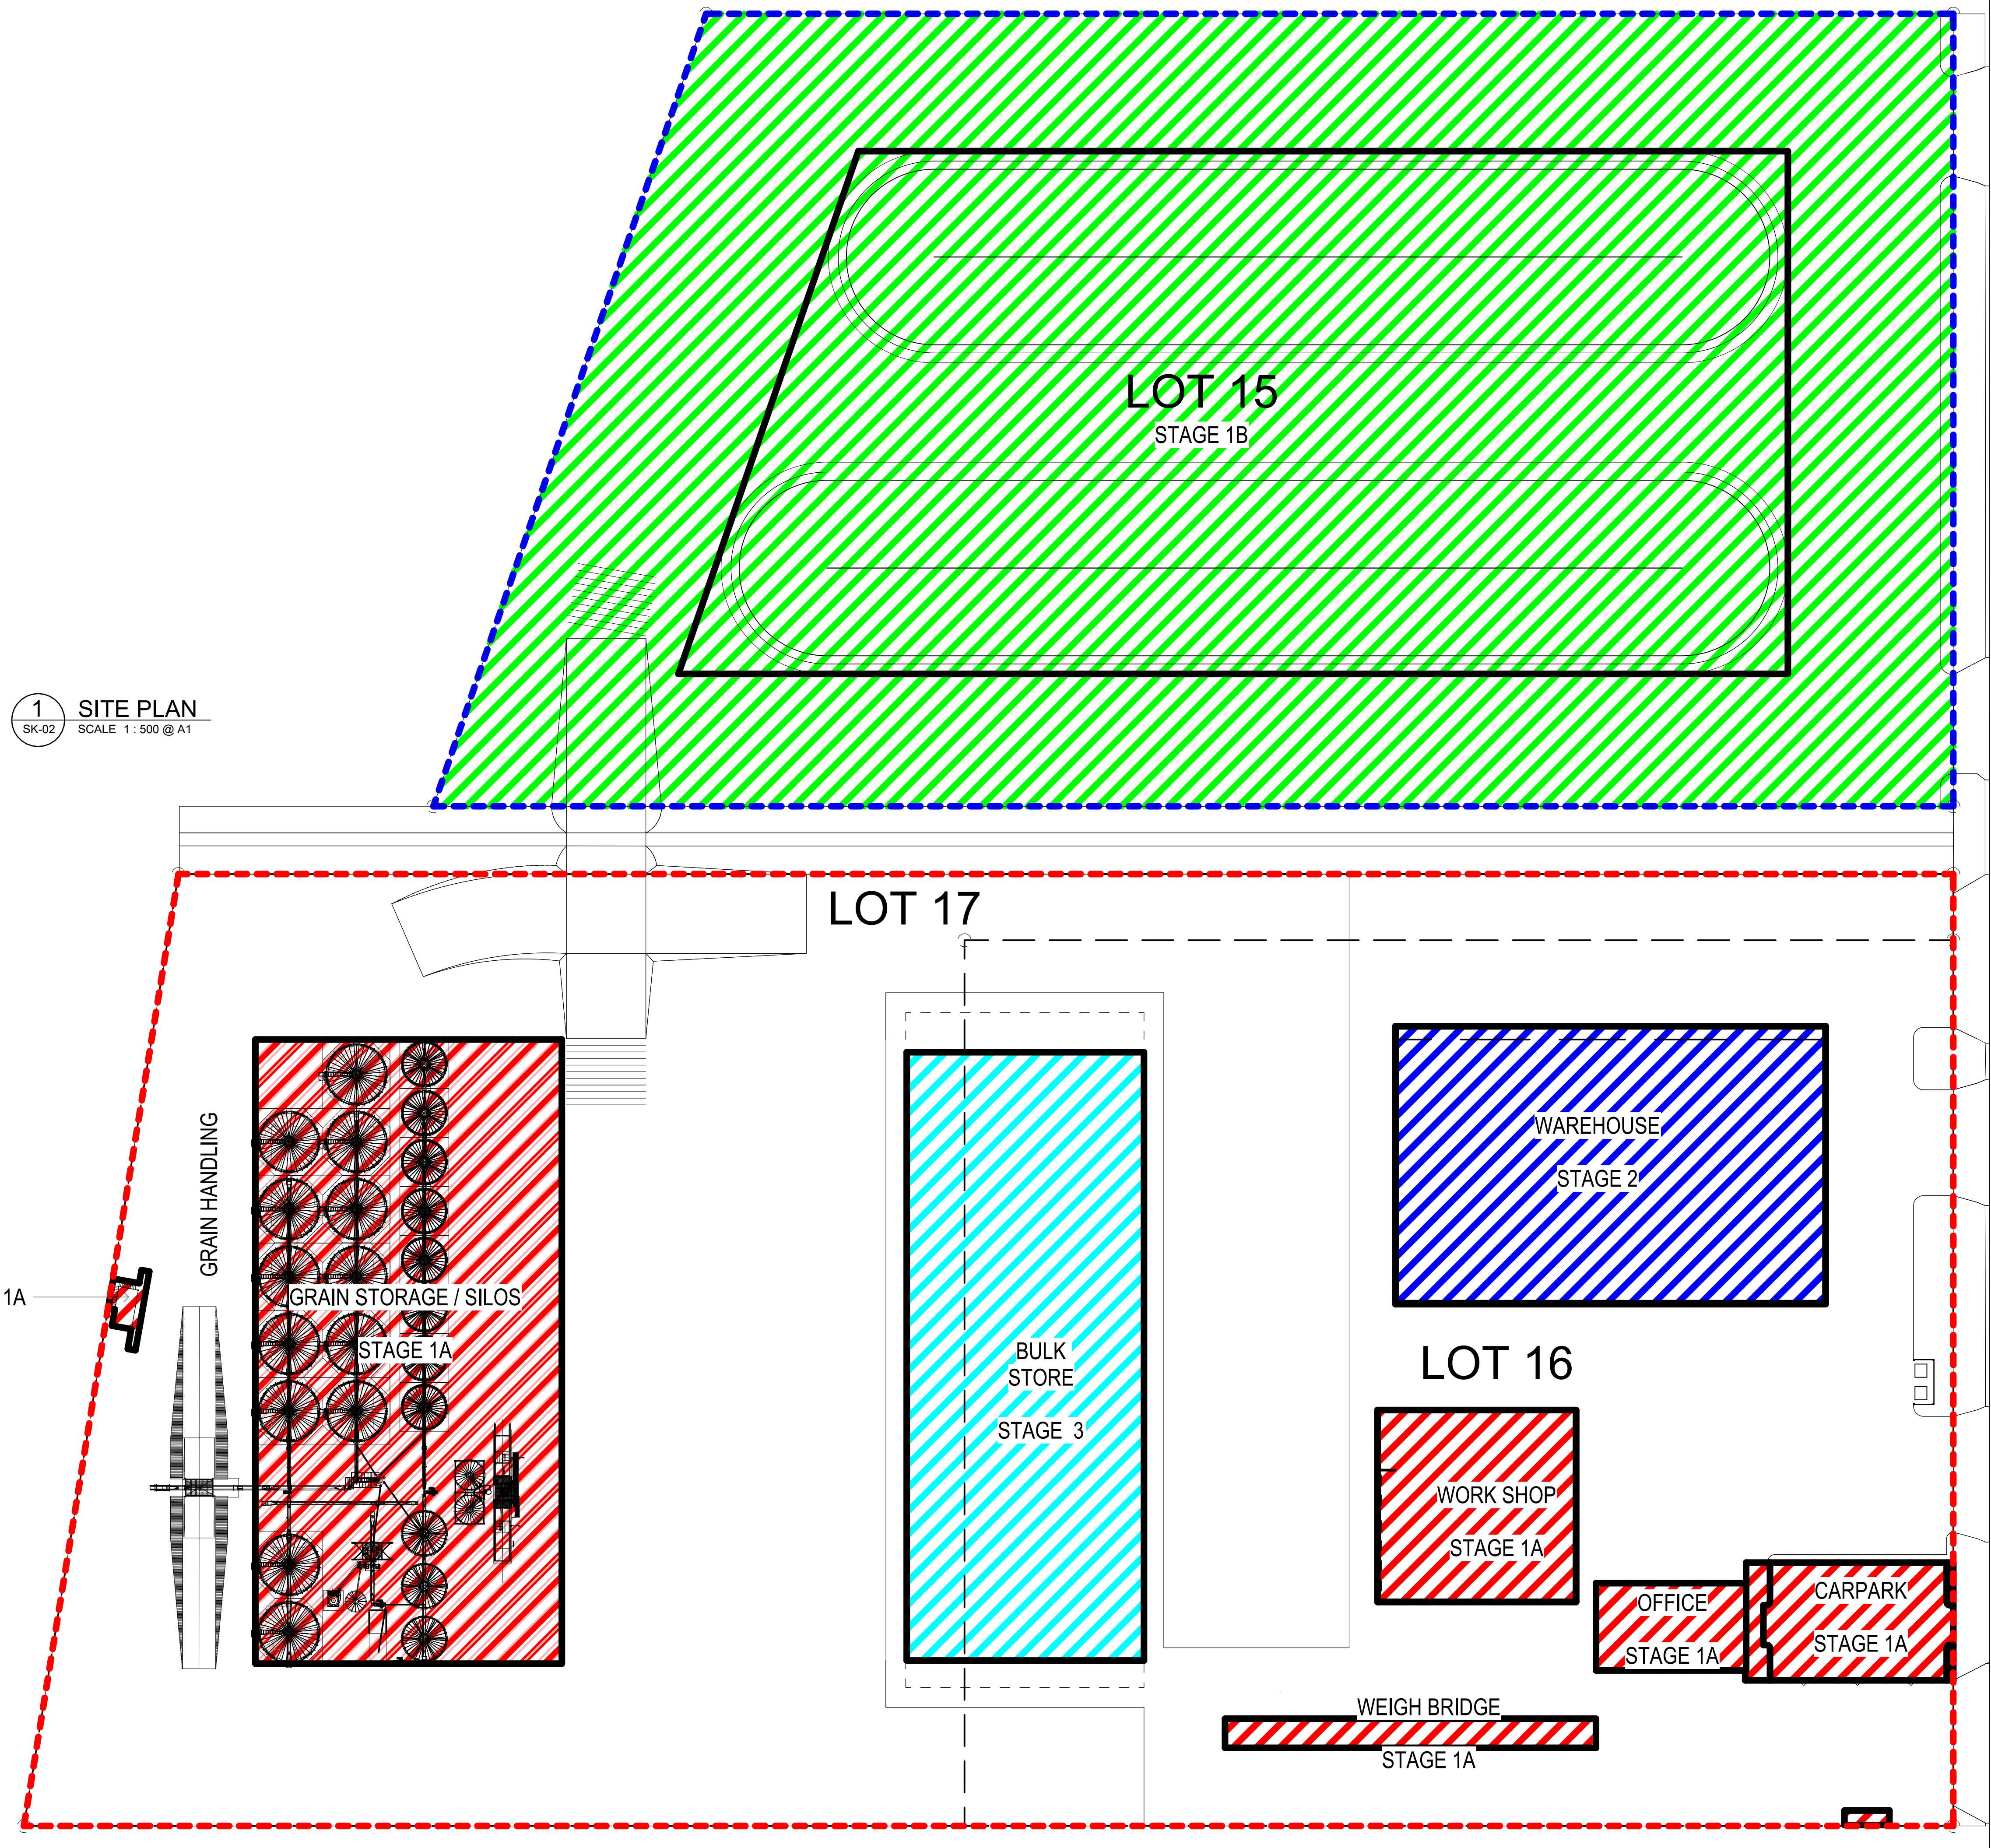 LOT 15
STAGE 1B
1
SK-02
SITE PLAN
SCALE 1 : 500 @ A1
LOT 17
GRAIN HANDLING
WAREHOUSE
STAGE 2
1A
GRAIN STORAGE / SILOS
STAGE 1A
BULK
STORE
STAGE 3
LOT 16
WORK SHOP
STAGE 1A
OFFICE
STAGE 1A
CARPARK
STAGE 1A
WEIGH BRIDGE
STAGE 1A